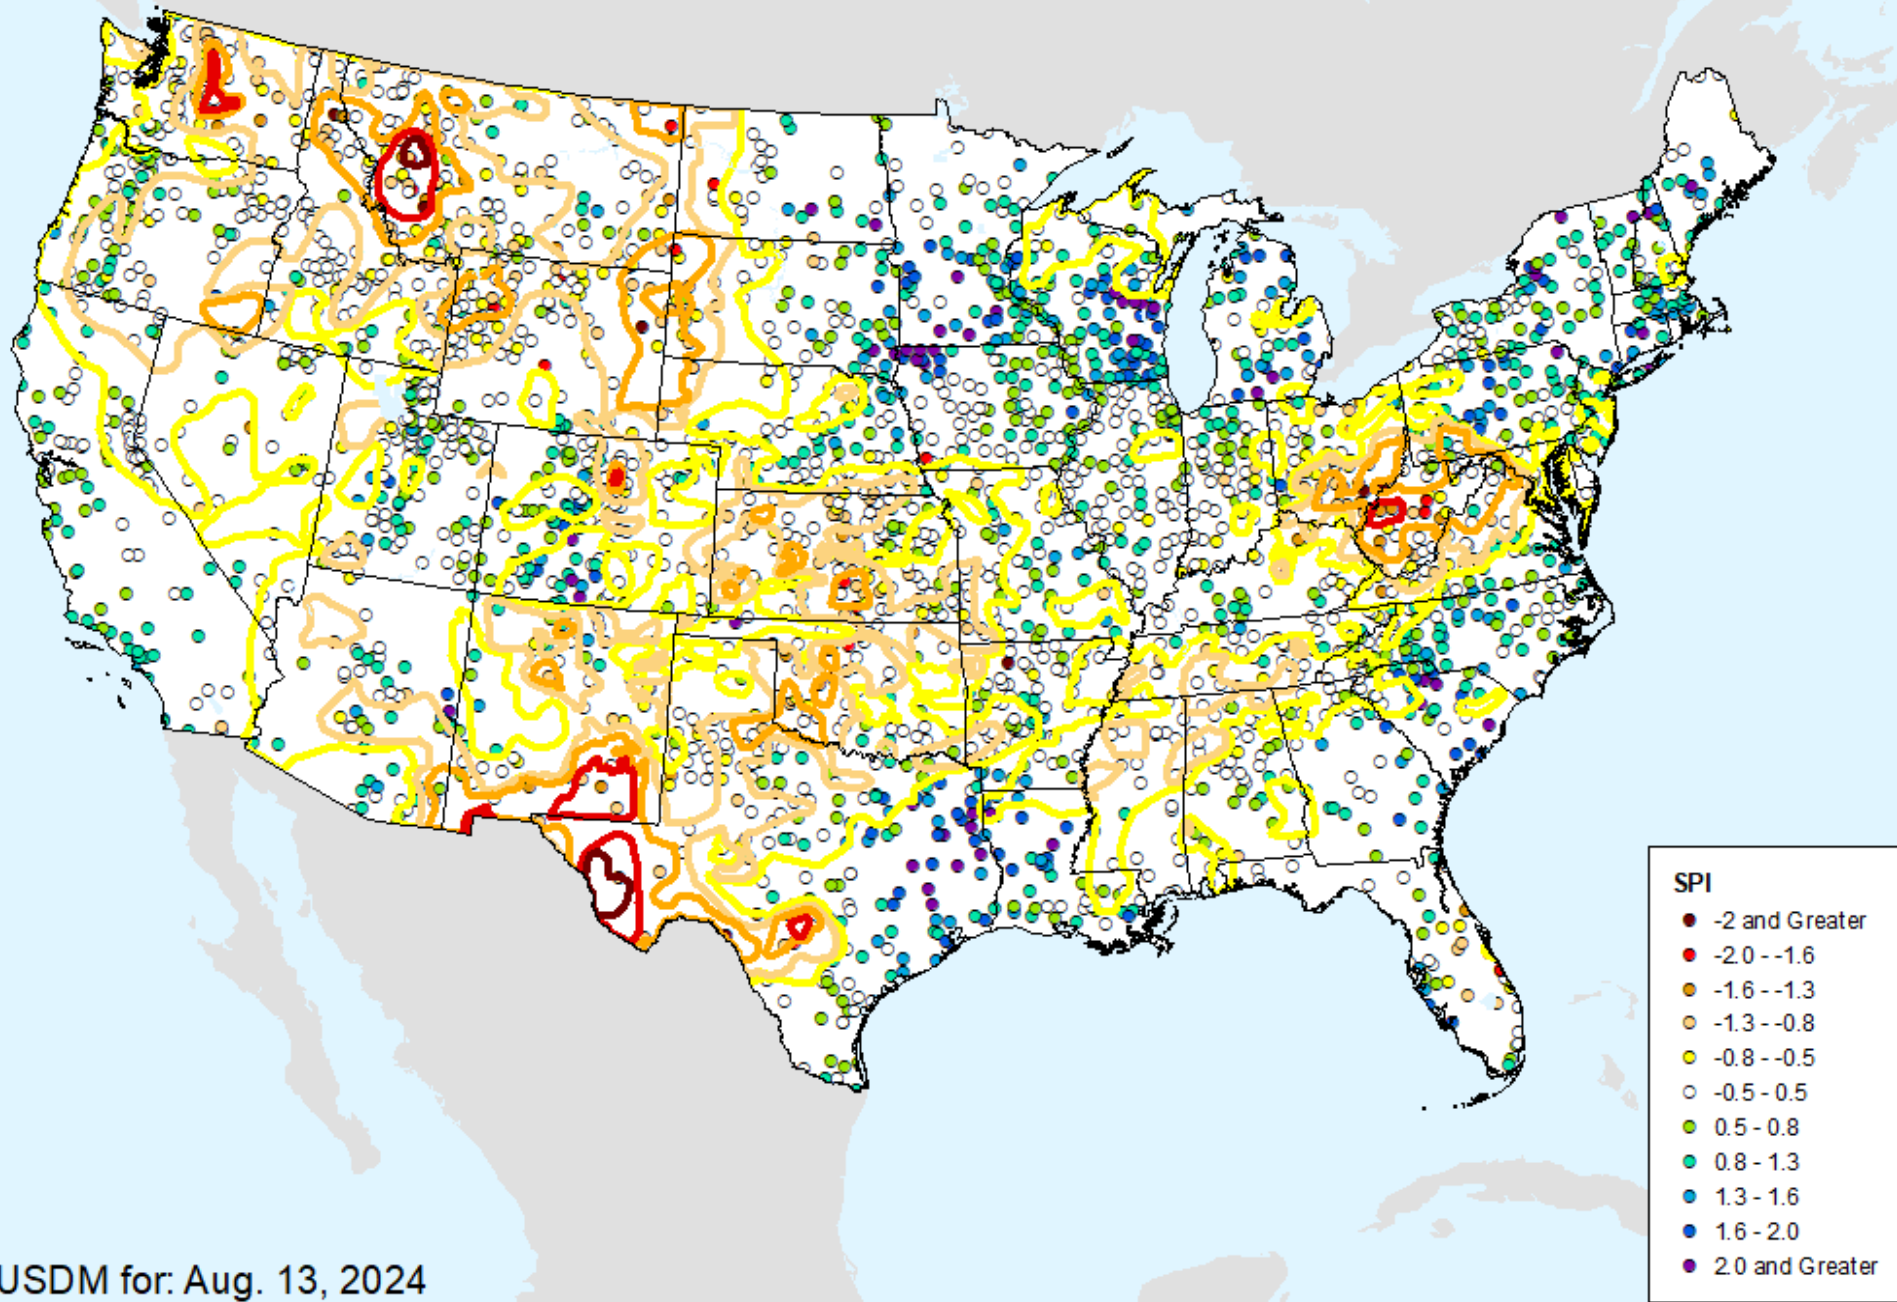 SPI
-2 and Greater
-2.0 - -1.6
-1.6 - -1.3
-1.3 - -0.8
-0.8 - -0.5
-0.5 - 0.5
0.5 - 0.8
0.8 - 1.3
1.3 - 1.6
1.6 - 2.0
2.0 and Greater
USDM for: Aug. 13, 2024